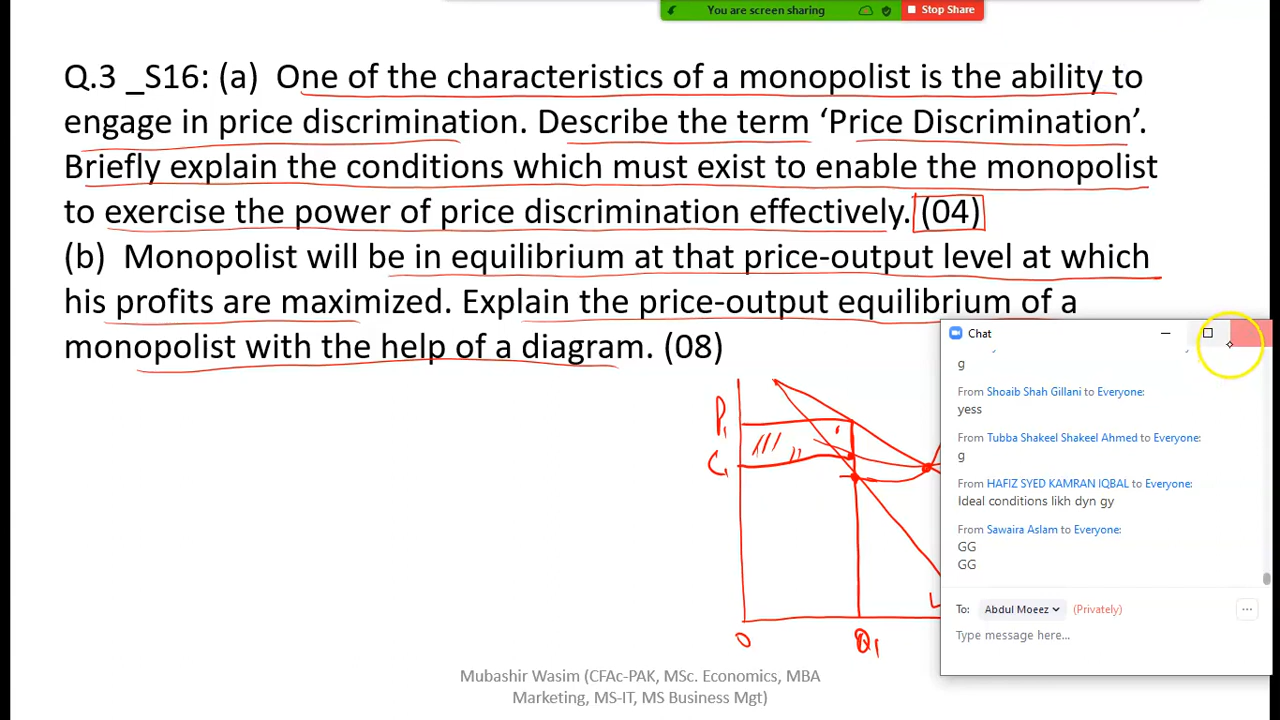 You are screen sharing
Stop Share
Q.3 _S16: (a) One of the characteristics of a monopolist is the ability to
engage in price discrimination. Describe the term ‘Price Discrimination’.
Briefly explain the conditions which must exist to enable the monopolist
to exercise the power of price discrimination effectively. (04)
(b) Monopolist will be in equilibrium at that price-output level at which
his profits are maximized. Explain the price-output equilibrium of a
monopolist with the help of a diagram. (08)
P1
C1
O
Q1
Chat
g
From Shoaib Shah Gillani to Everyone:
yess
From Tubba Shakeel Shakeel Ahmed to Everyone:
g
From HAFIZ SYED KAMRAN IQBAL to Everyone:
Ideal conditions likh dyn gy
From Sawaira Aslam to Everyone:
GG
GG
To: Abdul Moeez (Privately)
Type message here...
Mubashir Wasim (CFAc-PAK, MSc. Economics, MBA
Marketing, MS-IT, MS Business Mgt)